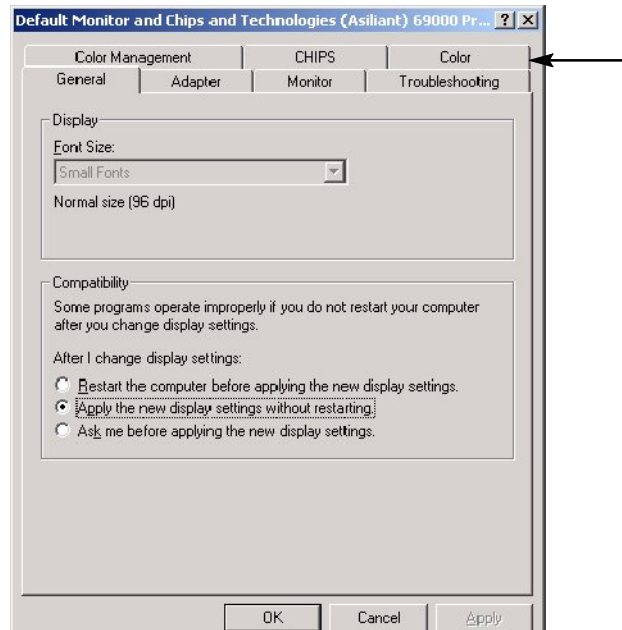 Default Monitor and Chips and Technologies (Asiliant) 69000 Pr...
Color Management CHIPS Color
General Adapter Monitor Troubleshooting
Display
Font Size:
Small Fonts
Normal size (96 dpi)
Compatibility
Some programs operate improperly if you do not restart your computer
after you change display settings.
After I change display settings:
Restart the computer before applying the new display settings.
Apply the new display settings without restarting.
Ask me before applying the new display settings.
OK Cancel Apply